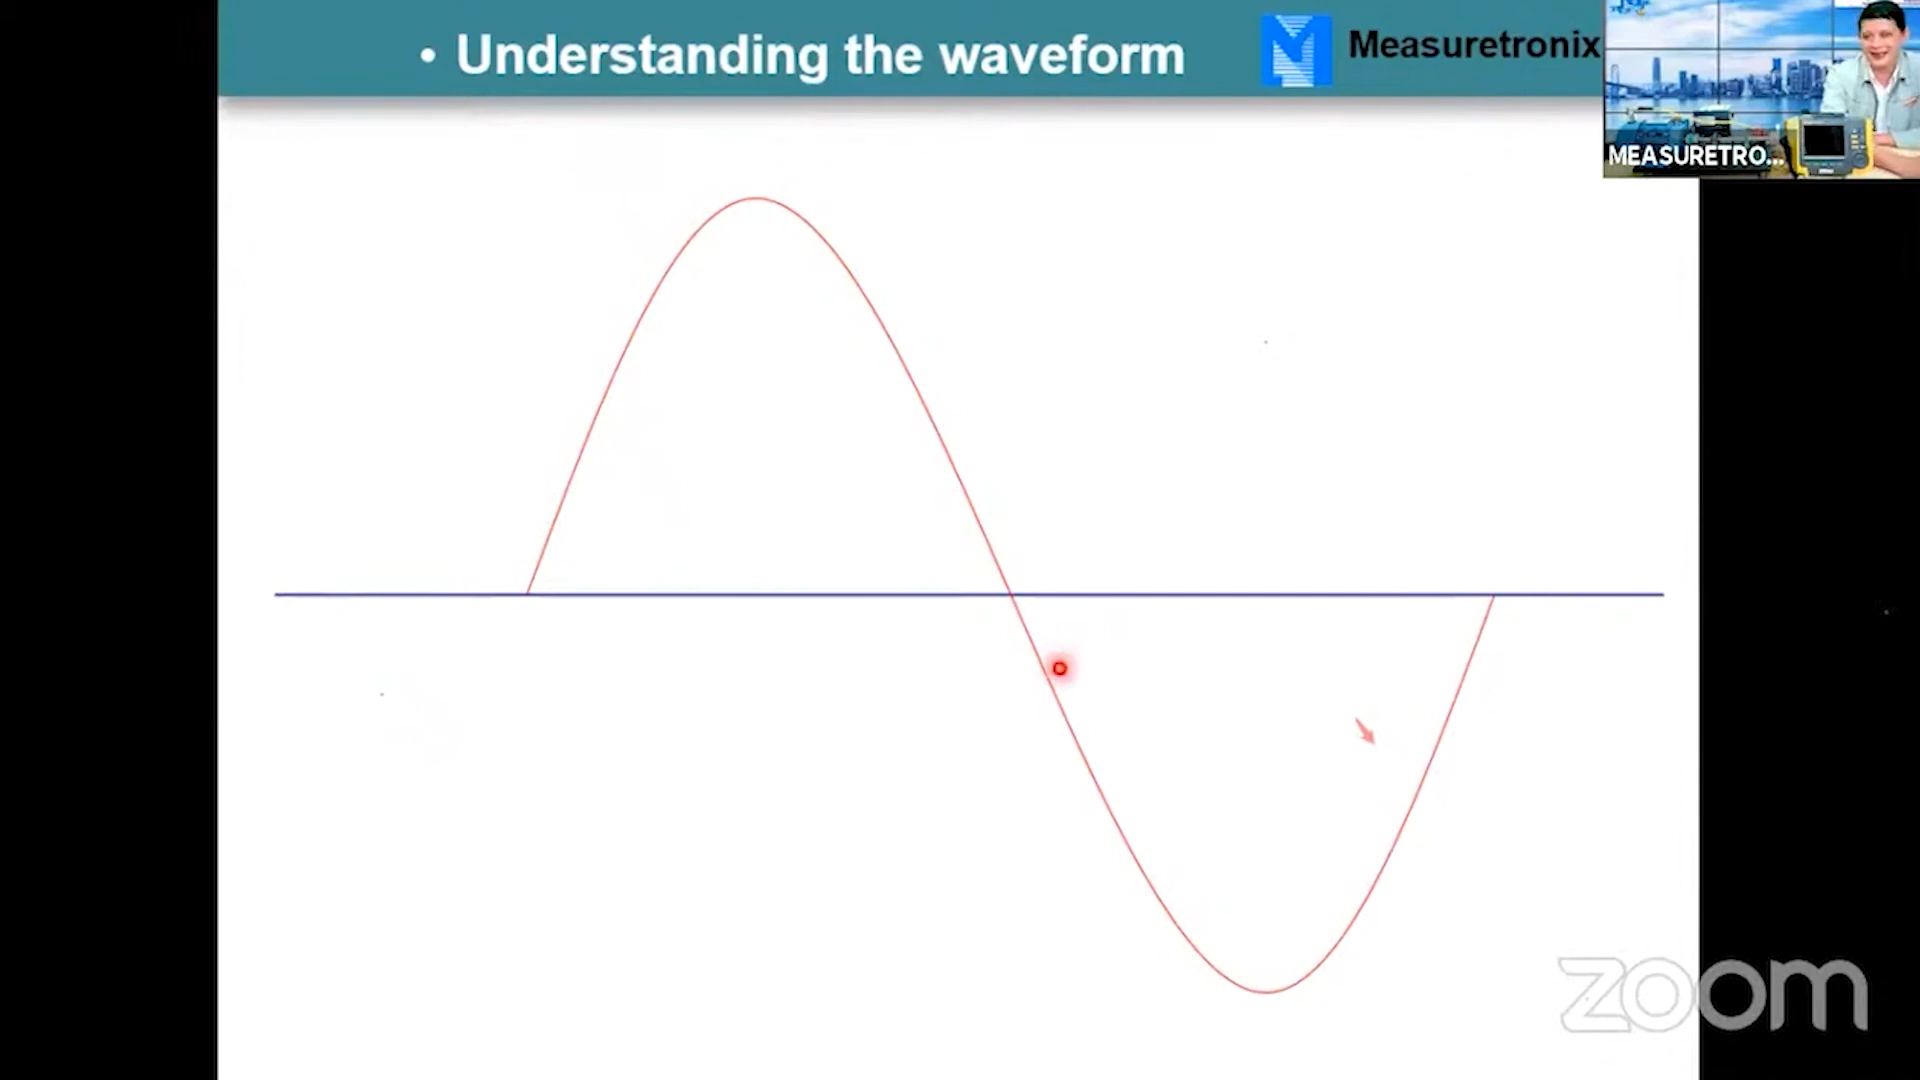 • Understanding the waveform
Measuretronix
MEASURETRO...
zoom